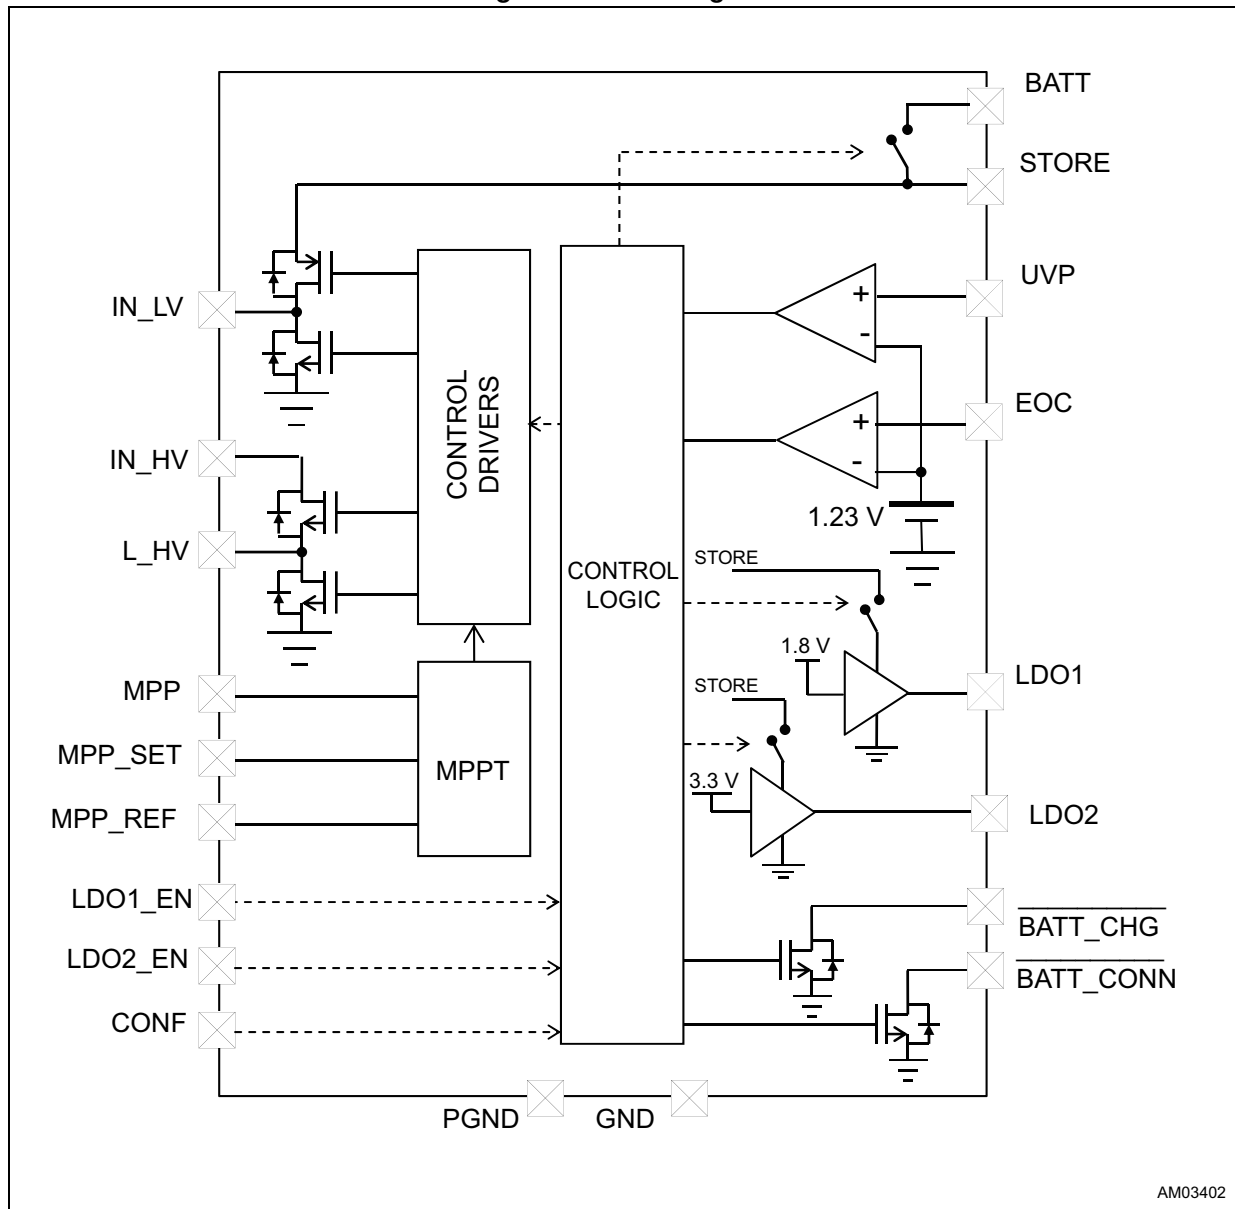 BATT
STORE
UVP
IN_LV
+
-
EOC
+
-
CONTROL
DRIVERS
IN_HV
1.23 V
L_HV
STORE
CONTROL
LOGIC
1.8 V
LDO1
MPP
STORE
MPP_SET
MPPT
3.3 V
MPP_REF
LDO2
LDO1_EN
BATT_CHG
LDO2_EN
BATT_CONN
CONF
PGND
GND
AM03402